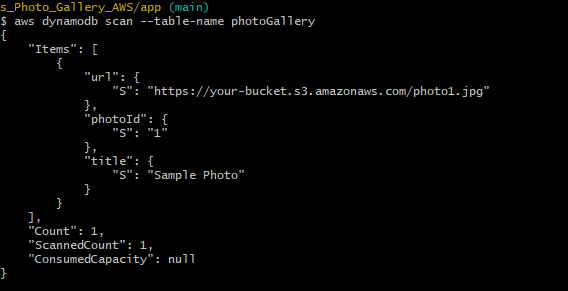 s_Photo_Gallery_AWS/app (main)
$ aws dynamodb scan --table-name photoGallery
{
    "Items": [
        {
            "url": {
                "S": "https://your-bucket.s3.amazonaws.com/photo1.jpg"
            },
            "photoId": {
                "S": "1"
            },
            "title": {
                "S": "Sample Photo"
            }
        }
    ],
    "Count": 1,
    "ScannedCount": 1,
    "ConsumedCapacity": null
}